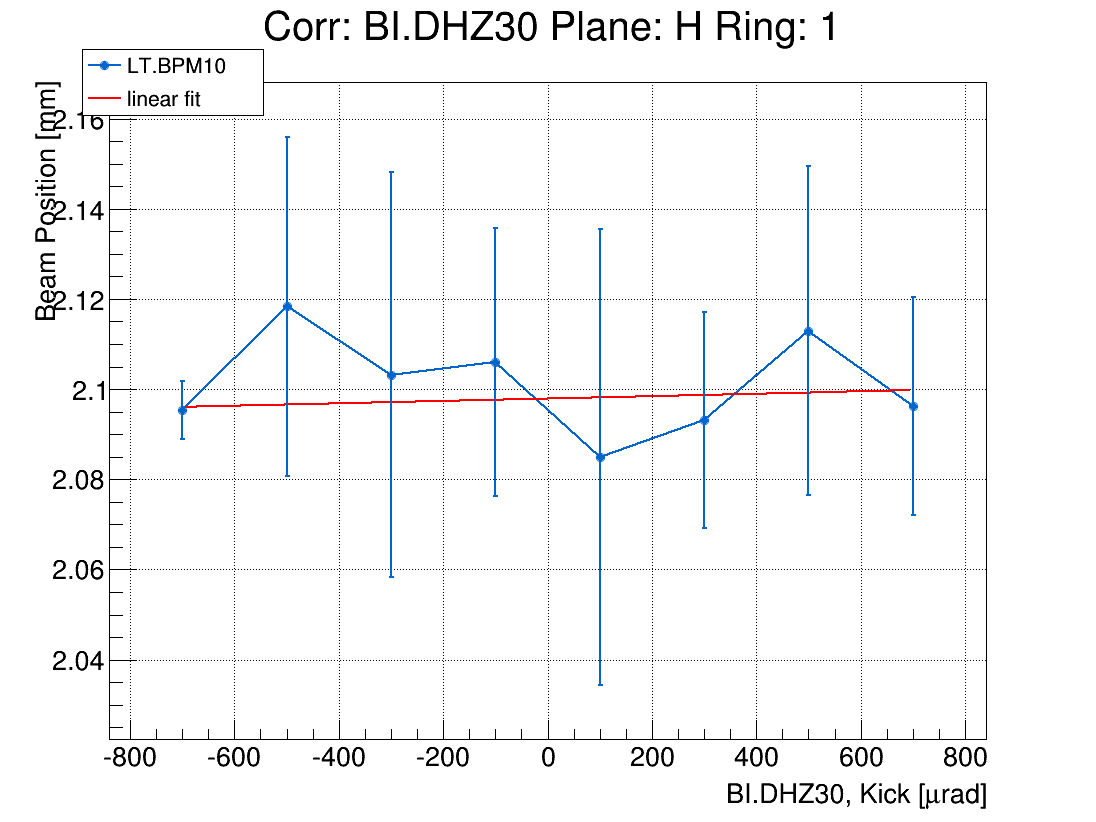 Corr: BI.DHZ30 Plane: H Ring: 1
LT.BPM10
linear fit
Beam Position [mm]
2.16
2.14
2.12
2.1
2.08
2.06
2.04
-800 -600 -400 -200 0 200 400 600 800
BI.DHZ30, Kick [μrad]